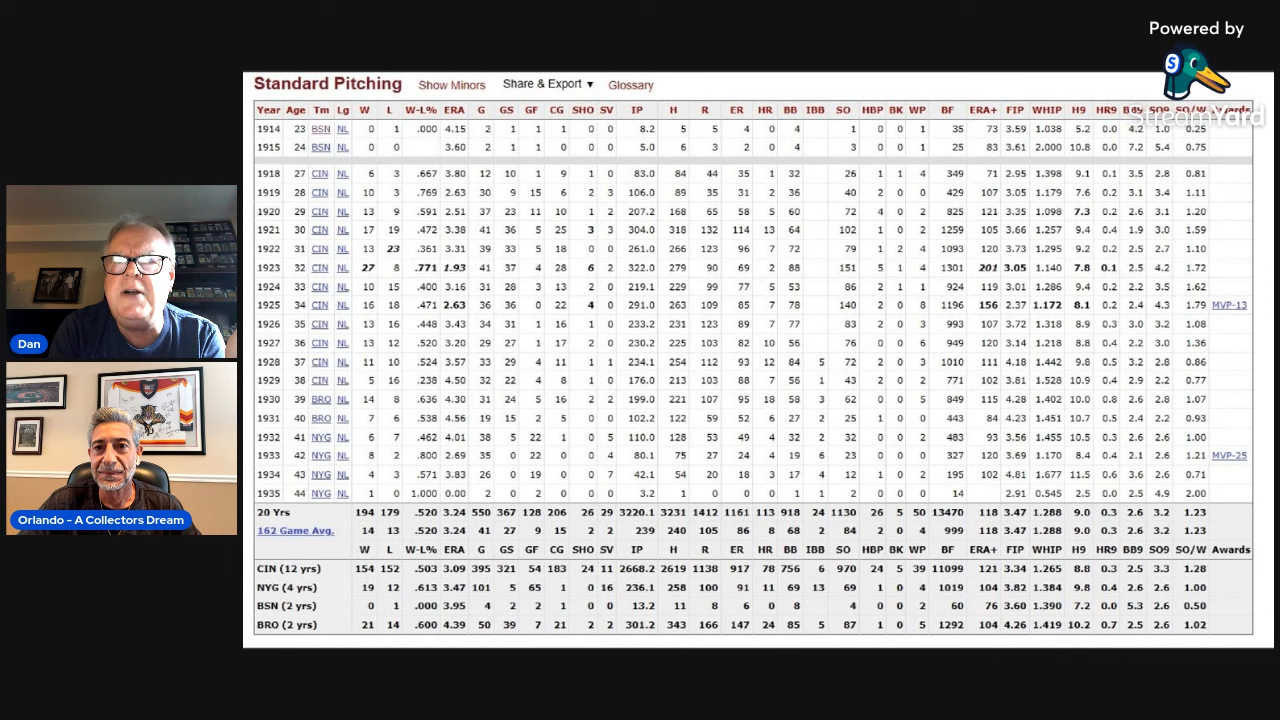 Powered by
StreamYard
Standard Pitching Show Minors Share & Export ▼ Glossary
Year Age Tm Lg W L W-L% ERA G GS GF CG SHO SV IP H R ER HR BB IBB SO HBP BK WP BF ERA+ FIP WHIP H9 HR9 BB9 SO9 SO/W Awards
1914 23 BSN NL 0 1 .000 4.15 2 1 1 1 0 0 8.2 5 5 4 0 4 1 0 0 1 35 73 3.59 1.038 5.2 0.0 4.2 1.0 0.25
1915 24 BSN NL 0 0 3.60 2 1 1 0 0 0 5.0 6 3 2 0 4 3 0 0 1 25 83 3.61 2.000 10.8 0.0 7.2 5.4 0.75
1918 27 CIN NL 6 3 .667 3.80 12 10 1 9 1 0 83.0 84 44 35 1 32 26 1 1 4 349 71 2.95 1.398 9.1 0.1 3.5 2.8 0.81
1919 28 CIN NL 10 3 .769 2.63 30 9 15 6 2 3 106.0 89 35 31 2 36 40 2 0 2 429 107 3.05 1.179 7.6 0.2 3.1 3.4 1.11
1920 29 CIN NL 13 9 .591 2.51 37 23 11 10 1 2 207.2 168 65 58 5 60 72 4 0 2 825 121 3.35 1.098 7.3 0.2 2.6 3.1 1.20
1921 30 CIN NL 17 19 .472 3.38 41 36 5 25 3 3 304.0 318 132 114 13 64 102 1 3 2 1259 105 3.66 1.257 9.4 0.4 1.9 3.0 1.59
1922 31 CIN NL 13 23 .361 3.31 39 33 5 18 0 0 261.0 266 123 96 7 72 79 1 0 4 1093 120 3.73 1.295 9.2 0.2 2.5 2.7 1.10
1923 32 CIN NL 27 8 .771 1.93 41 37 4 28 6 2 322.0 279 90 69 2 88 151 5 1 4 1301 201 3.05 1.140 7.8 0.1 2.5 4.2 1.72
1924 33 CIN NL 10 15 .400 3.16 31 28 3 13 2 0 219.1 229 99 77 5 53 86 2 0 2 924 119 3.01 1.286 9.4 0.2 2.2 3.5 1.62
1925 34 CIN NL 16 18 .471 2.63 36 36 0 22 4 0 291.0 263 109 85 7 78 140 2 0 8 1196 156 2.37 1.172 8.1 0.2 2.4 4.3 1.79 MVP-13
1926 35 CIN NL 13 16 .448 3.43 34 31 1 16 1 0 233.2 231 123 89 7 77 83 2 0 0 993 107 3.72 1.318 8.9 0.3 3.0 3.2 1.08
1927 36 CIN NL 13 12 .520 3.20 29 27 1 17 2 0 230.2 225 103 82 10 56 76 0 0 6 949 120 3.14 1.218 8.8 0.4 2.2 3.0 1.36
1928 37 CIN NL 11 10 .524 3.57 33 29 4 11 1 1 234.1 254 112 93 12 84 5 72 2 0 3 1010 111 4.18 1.442 9.8 0.5 3.2 2.8 0.86
1929 38 CIN NL 5 16 .238 4.50 32 22 4 8 1 0 176.0 213 103 88 7 56 1 43 2 0 2 771 102 3.81 1.528 10.9 0.4 2.9 2.2 0.77
1930 39 BRO NL 14 8 .636 4.30 31 24 5 16 2 2 199.0 221 107 95 18 58 3 62 0 0 5 849 115 4.28 1.402 10.0 0.8 2.6 2.8 1.07
1931 40 BRO NL 7 6 .538 4.56 19 15 2 5 0 0 102.2 122 59 52 6 27 2 25 1 0 0 443 84 4.23 1.451 10.7 0.5 2.4 2.2 0.93
1932 41 NYG NL 6 7 .462 4.01 38 5 22 1 0 5 110.0 128 53 49 4 32 2 32 0 0 0 483 93 3.56 1.455 10.5 0.3 2.6 2.6 1.00
1933 42 NYG NL 8 2 .800 2.69 35 0 22 0 0 4 80.1 75 27 24 4 19 6 23 0 0 2 327 120 3.69 1.170 8.4 0.4 2.1 2.6 1.21 MVP-25
1934 43 NYG NL 4 3 .571 3.83 26 0 19 0 0 7 42.1 54 20 18 3 17 4 12 1 0 2 195 102 4.81 1.677 11.5 0.6 3.6 2.6 0.71
1935 44 NYG NL 1 0 1.000 0.00 2 0 2 0 0 0 3.2 1 0 0 0 1 1 2 0 0 0 14 2.91 0.545 2.5 0.0 2.5 4.9 2.00
20 Yrs 194 179 .520 3.24 550 367 128 206 26 29 3220.1 3231 1412 1161 113 918 24 1130 26 5 50 13470 118 3.47 1.288 9.0 0.3 2.6 3.2 1.23
162 Game Avg. 14 13 .520 3.24 41 27 9 15 2 2 239 240 105 86 8 68 2 84 2 0 4 999 118 3.47 1.288 9.0 0.3 2.6 3.2 1.23
W L W-L% ERA G GS GF CG SHO SV IP H R ER HR BB IBB SO HBP BK WP BF ERA+ FIP WHIP H9 HR9 BB9 SO9 SO/W Awards
CIN (12 yrs) 154 152 .503 3.09 395 321 54 183 24 11 2668.2 2619 1138 917 78 756 6 970 24 5 39 11099 121 3.34 1.265 8.8 0.3 2.5 3.3 1.28
NYG (4 yrs) 19 12 .613 3.47 101 5 65 1 0 16 236.1 258 100 91 11 69 13 69 1 0 4 1019 104 3.82 1.384 9.8 0.4 2.6 2.6 1.00
BSN (2 yrs) 0 1 .000 3.95 4 2 2 1 0 0 13.2 11 8 6 0 8 4 0 0 2 60 76 3.60 1.390 7.2 0.0 5.3 2.6 0.50
BRO (2 yrs) 21 14 .600 4.39 50 39 7 21 2 2 301.2 343 166 147 24 85 5 87 1 0 5 1292 104 4.26 1.419 10.2 0.7 2.5 2.6 1.02
Dan
Orlando - A Collectors Dream